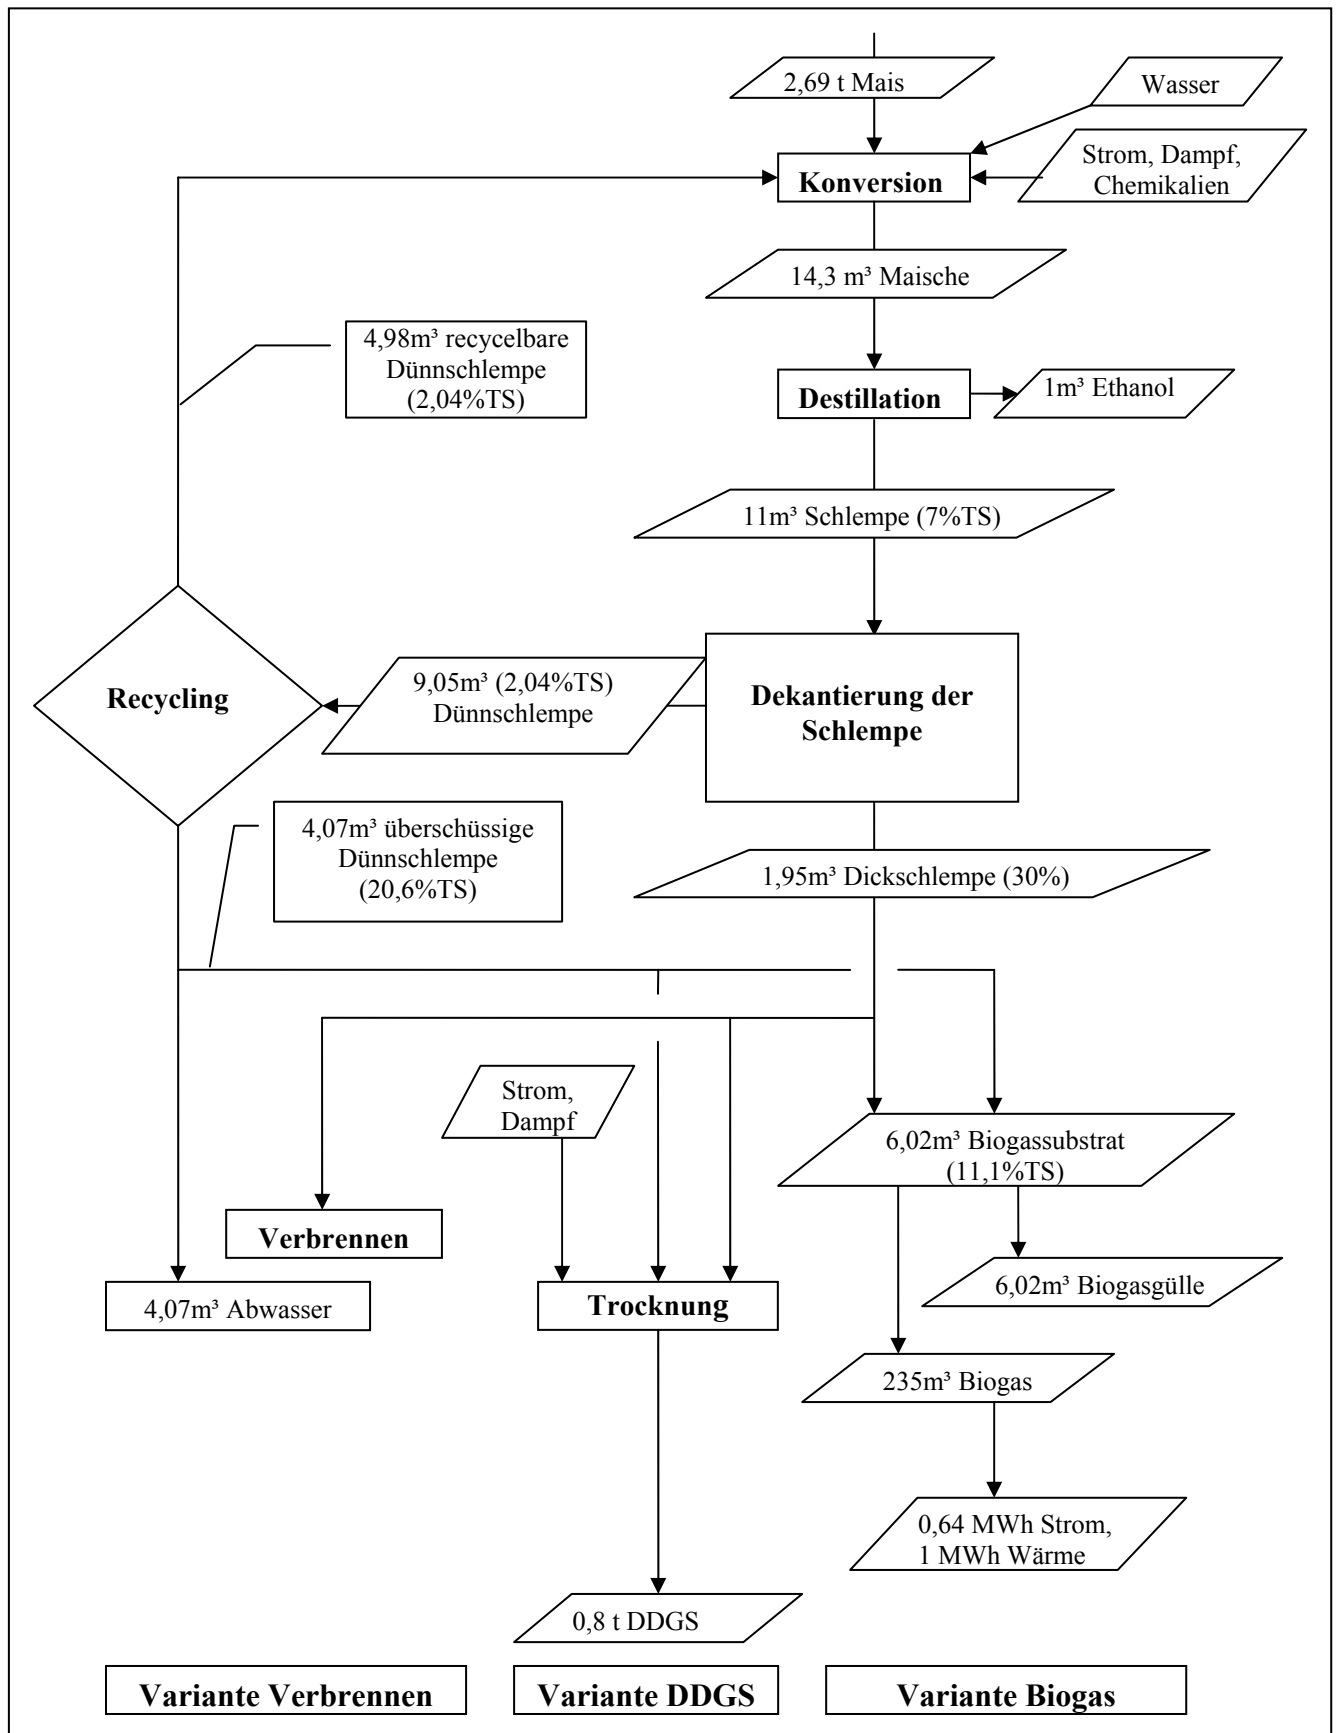 2,69 t Mais
Wasser
Strom, Dampf,
Chemikalien
Konversion
14,3 m³ Maische
4,98m³ recycelbare
Dünnschlempe
(2,04%TS)
Destillation
1m³ Ethanol
11m³ Schlempe (7%TS)
Recycling
9,05m³ (2,04%TS)
Dünnschlempe
Dekantierung der
Schlempe
4,07m³ überschüssige
Dünnschlempe
(20,6%TS)
1,95m³ Dickschlempe (30%)
Strom,
Dampf
6,02m³ Biogassubstrat
(11,1%TS)
Verbrennen
4,07m³ Abwasser
Trocknung
6,02m³ Biogasgülle
235m³ Biogas
0,64 MWh Strom,
1 MWh Wärme
0,8 t DDGS
Variante Verbrennen
Variante DDGS
Variante Biogas